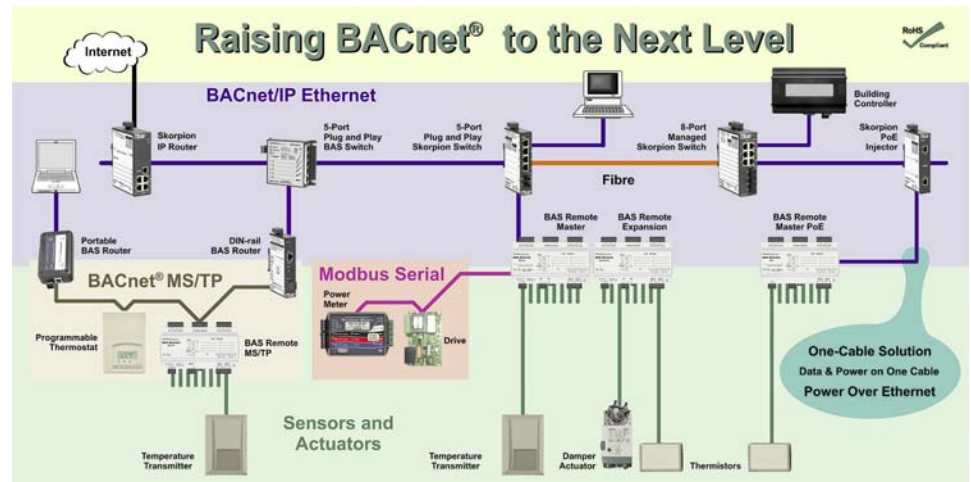 Raising BACnet® to the Next Level
RoHS
Compliant
Internet
BACnet/IP Ethernet
Skorpion
IP Router
5-Port
Plug and Play
BAS Switch
5-Port
Plug and Play
Skorpion Switch
8-Port
Managed
Skorpion Switch
Building
Controller
Skorpion
PoE
Injector
Fibre
Portable
BAS Router
DIN-rail
BAS Router
BAS Remote
Master
BAS Remote
Expansion
BAS Remote
Master PoE
BACnet® MS/TP
Modbus Serial
Power
Meter
Drive
Programmable
Thermostat
BAS Remote
MS/TP
One-Cable Solution
Data & Power on One Cable
Power Over Ethernet
Sensors and
Actuators
Temperature
Transmitter
Temperature
Transmitter
Damper
Actuator
Thermistors